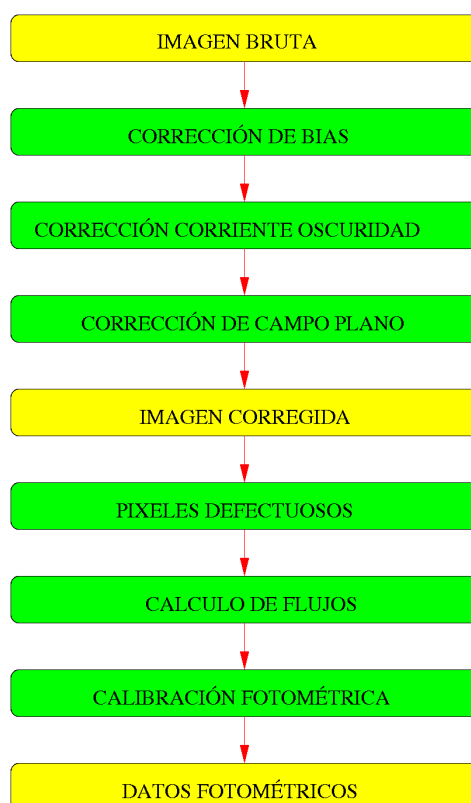 IMAGEN BRUTA
CORRECCIÓN DE BIAS
CORRECCIÓN CORRIENTE OSCURIDAD
CORRECCIÓN DE CAMPO PLANO
IMAGEN CORREGIDA
PIXELES DEFECTUOSOS
CALCULO DE FLUJOS
CALIBRACIÓN FOTOMÉTRICA
DATOS FOTOMÉTRICOS